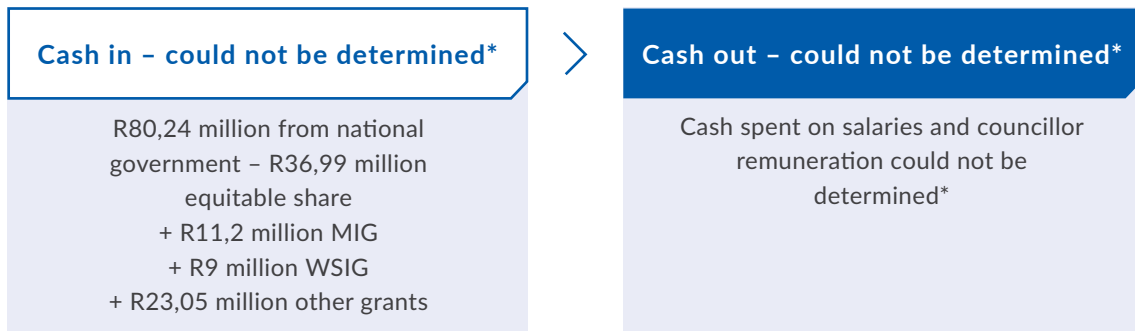 Cash in – could not be determined*
R80,24 million from national
government – R36,99 million
equitable share
+ R11,2 million MIG
+ R9 million WSIG
+ R23,05 million other grants
Cash out – could not be determined*
Cash spent on salaries and councillor
remuneration could not be
determined*